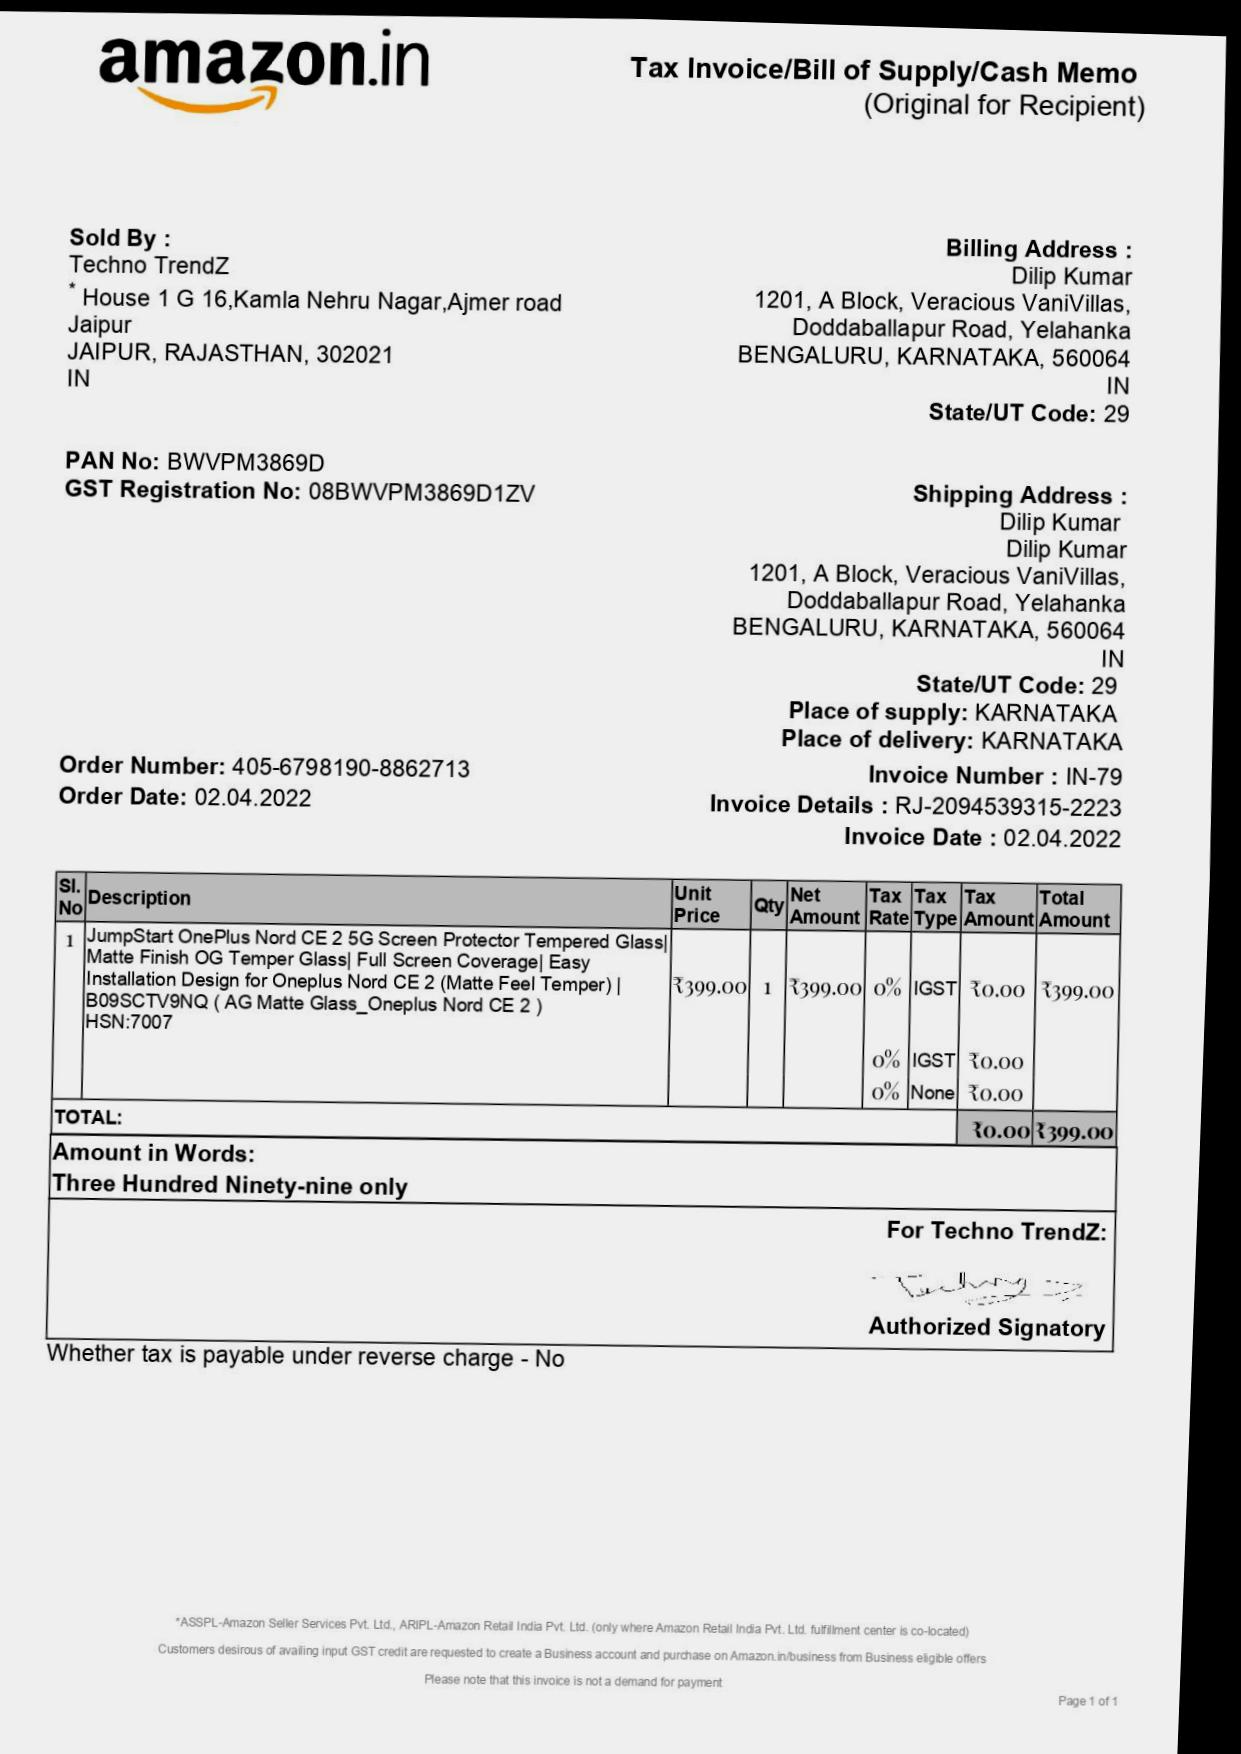 amazon.in
Tax Invoice/Bill of Supply/Cash Memo
(Original for Recipient)
Sold By :
Techno TrendZ
* House 1 G 16,Kamla Nehru Nagar,Ajmer road
Jaipur
JAIPUR, RAJASTHAN, 302021
IN
Billing Address :
Dilip Kumar
1201, A Block, Veracious VaniVillas,
Doddaballapur Road, Yelahanka
BENGALURU, KARNATAKA, 560064
IN
State/UT Code: 29
PAN No: BWVPM3869D
GST Registration No: 08BWVPM3869D1ZV
Shipping Address :
Dilip Kumar
Dilip Kumar
1201, A Block, Veracious VaniVillas,
Doddaballapur Road, Yelahanka
BENGALURU, KARNATAKA, 560064
IN
State/UT Code: 29
Place of supply: KARNATAKA
Place of delivery: KARNATAKA
Order Number: 405-6798190-8862713
Order Date: 02.04.2022
Invoice Number : IN-79
Invoice Details : RJ-2094539315-2223
Invoice Date : 02.04.2022
Sl. No Description Unit Price Qty Net Amount Tax Rate Tax Type Tax Amount Total Amount
1 JumpStart OnePlus Nord CE 2 5G Screen Protector Tempered Glass|
Matte Finish OG Temper Glass| Full Screen Coverage| Easy
Installation Design for Oneplus Nord CE 2 (Matte Feel Temper) |
B09SCTV9NQ ( AG Matte Glass_Oneplus Nord CE 2 )
HSN:7007
₹399.00 1 ₹399.00 0% IGST ₹0.00 ₹399.00
0% IGST ₹0.00
0% None ₹0.00
TOTAL: ₹0.00 ₹399.00
Amount in Words:
Three Hundred Ninety-nine only
For Techno TrendZ:
Authorized Signatory
Whether tax is payable under reverse charge - No
*ASSPL-Amazon Seller Services Pvt. Ltd., ARIPL-Amazon Retail India Pvt. Ltd. (only where Amazon Retail India Pvt. Ltd. fulfillment center is co-located)
Customers desirous of availing input GST credit are requested to create a Business account and purchase on Amazon.in/business from Business eligible offers
Please note that this invoice is not a demand for payment
Page 1 of 1